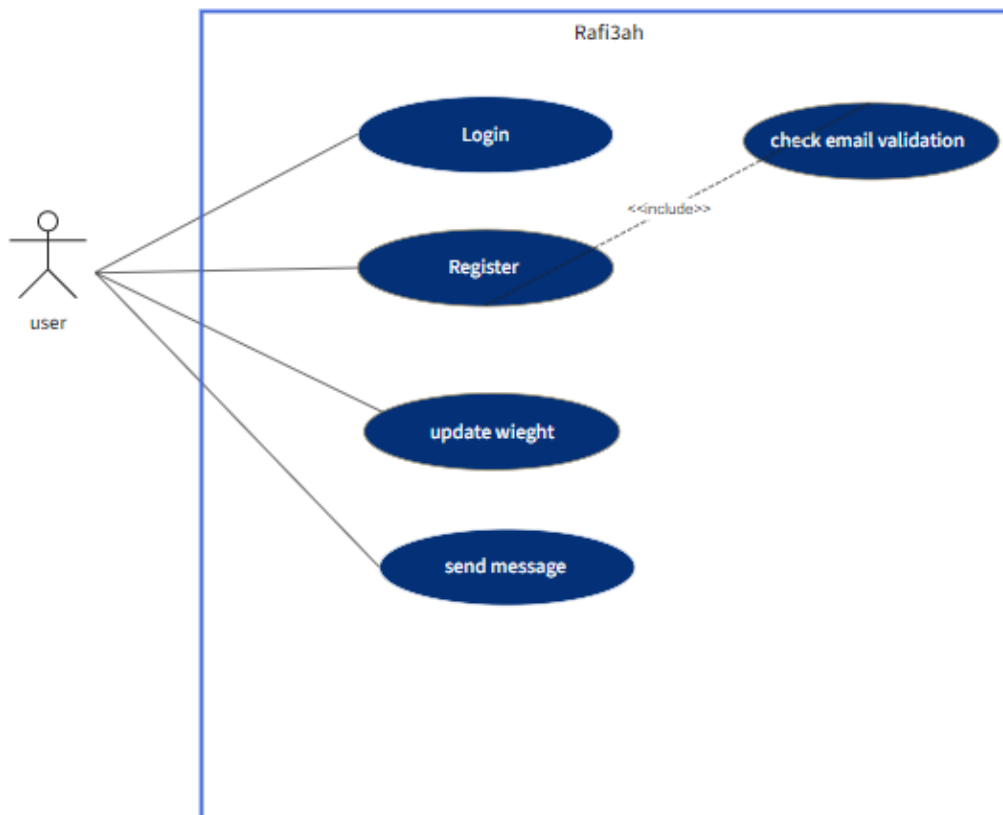 Rafi3ah
Login
check email validation
<<include>>
Register
user
update wieght
send message